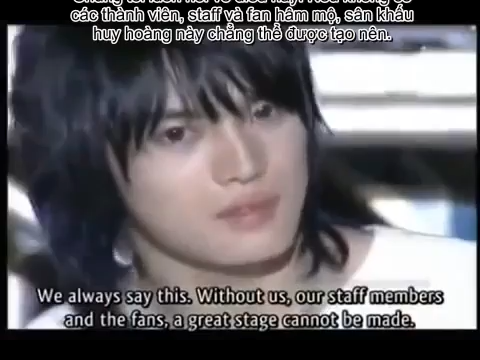 các thành viên, staff và fan hâm mộ, sân khấu
huy hoàng này chẳng thể được tạo nên.
We always say this. Without us, our staff members
and the fans, a great stage cannot be made.